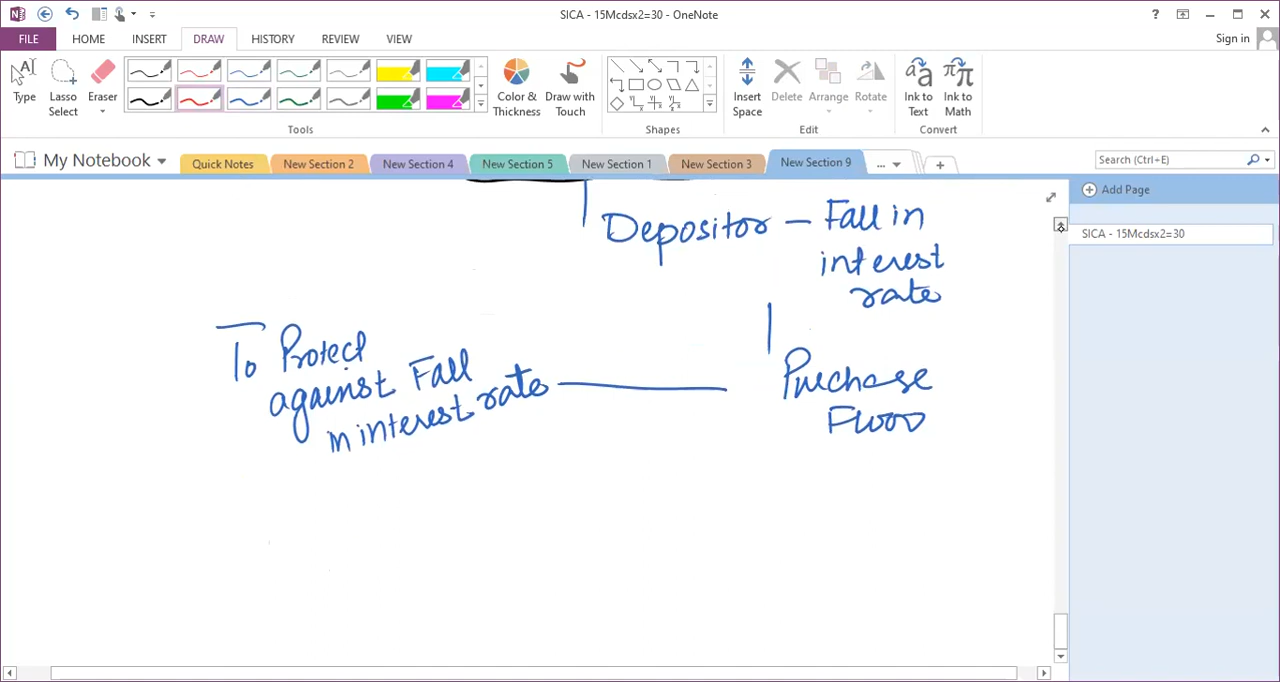 SICA - 15Mcdsx2=30 - OneNote
?
FILE
HOME
INSERT
DRAW
HISTORY
REVIEW
VIEW
Sign in
Type
Lasso
Select
Eraser
Color &
Thickness
Draw with
Touch
Insert
Space
Delete
Arrange
Rotate
Ink to
Text
Ink to
Math
Tools
Shapes
Edit
Convert
My Notebook
Quick Notes
New Section 2
New Section 4
New Section 5
New Section 1
New Section 3
New Section 9
...
Search (Ctrl+E)
Add Page
SICA - 15Mcdsx2=30
Depositor — Fall in
interest
rate
To Protect
against Fall
in interest rate
Purchase
Floor